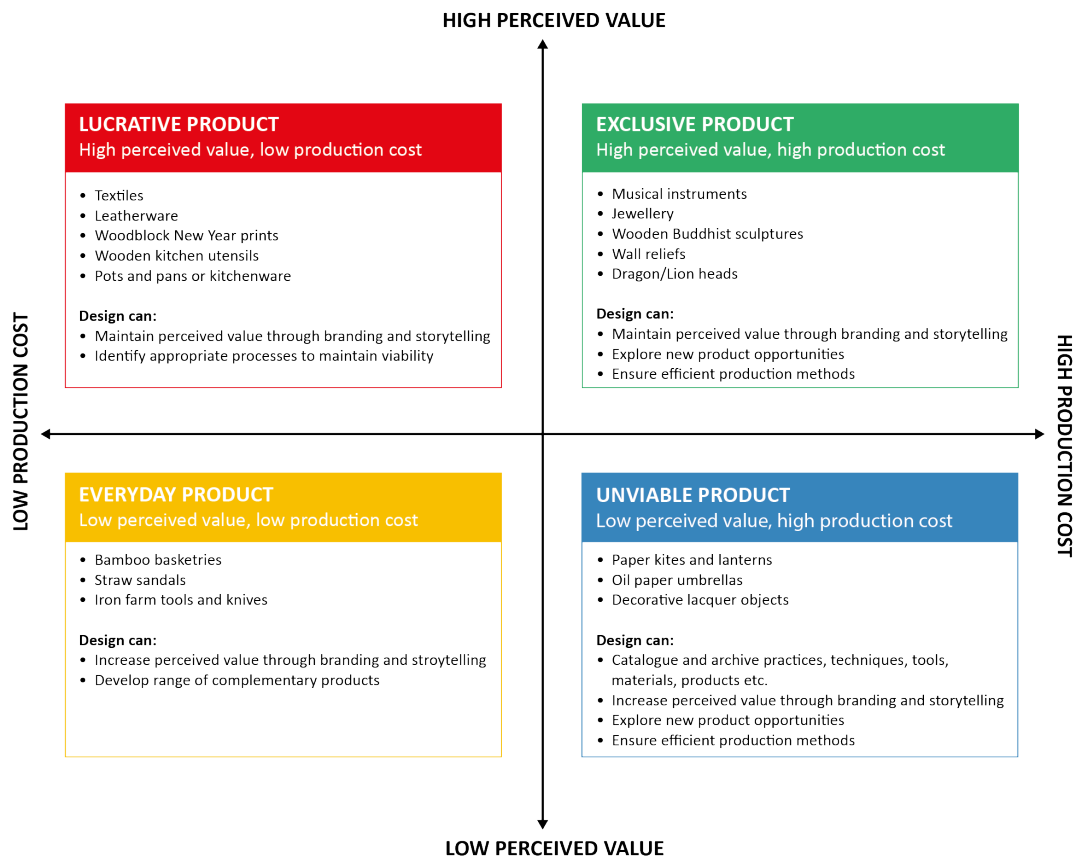 HIGH PERCEIVED VALUE
LUCRATIVE PRODUCT
High perceived value, low production cost
• Textiles
• Leatherware
• Woodblock New Year prints
• Wooden kitchen utensils
• Pots and pans or kitchenware
Design can:
• Maintain perceived value through branding and storytelling
• Identify appropriate processes to maintain viability
EXCLUSIVE PRODUCT
High perceived value, high production cost
• Musical instruments
• Jewellery
• Wooden Buddhist sculptures
• Wall reliefs
• Dragon/Lion heads
Design can:
• Maintain perceived value through branding and storytelling
• Explore new product opportunities
• Ensure efficient production methods
LOW PRODUCTION COST
HIGH PRODUCTION COST
EVERYDAY PRODUCT
Low perceived value, low production cost
• Bamboo basketries
• Straw sandals
• Iron farm tools and knives
Design can:
• Increase perceived value through branding and stroytelling
• Develop range of complementary products
UNVIABLE PRODUCT
Low perceived value, high production cost
• Paper kites and lanterns
• Oil paper umbrellas
• Decorative lacquer objects
Design can:
• Catalogue and archive practices, techniques, tools,
materials, products etc.
• Increase perceived value through branding and storytelling
• Explore new product opportunities
• Ensure efficient production methods
LOW PERCEIVED VALUE